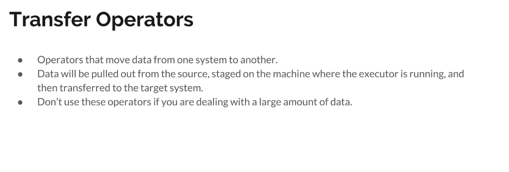 Transfer Operators
● Operators that move data from one system to another.
● Data will be pulled out from the source, staged on the machine where the executor is running, and
then transferred to the target system.
● Don't use these operators if you are dealing with a large amount of data.